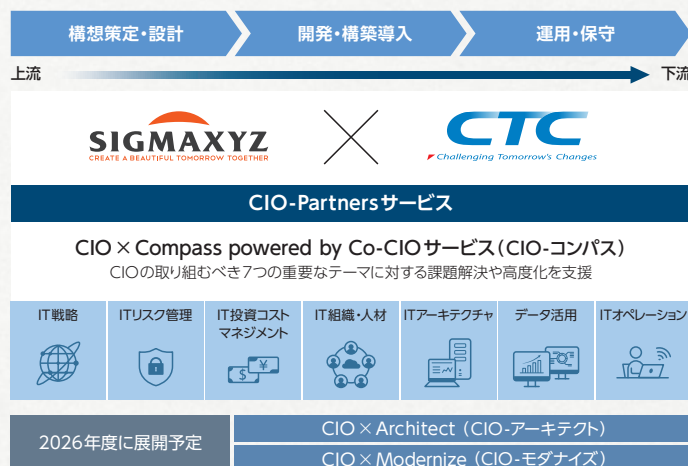 構想策定・設計
開発・構築導入
運用・保守
上流
下流
SIGMAXYZ
CREATE A BEAUTIFUL TOMORROW TOGETHER
CTC
Challenging Tomorrow's Changes
CIO-Partnersサービス
CIO×Compass powered by Co-CIOサービス(CIO-コンパス)
CIOの取り組むべき7つの重要なテーマに対する課題解決や高度化を支援
IT戦略
ITリスク管理
IT投資コスト
マネジメント
IT組織・人材
ITアーキテクチャ
データ活用
ITオペレーション
$
¥
2026年度に展開予定
CIO×Architect(CIO-アーキテクト)
CIO×Modernize(CIO-モダナイズ)